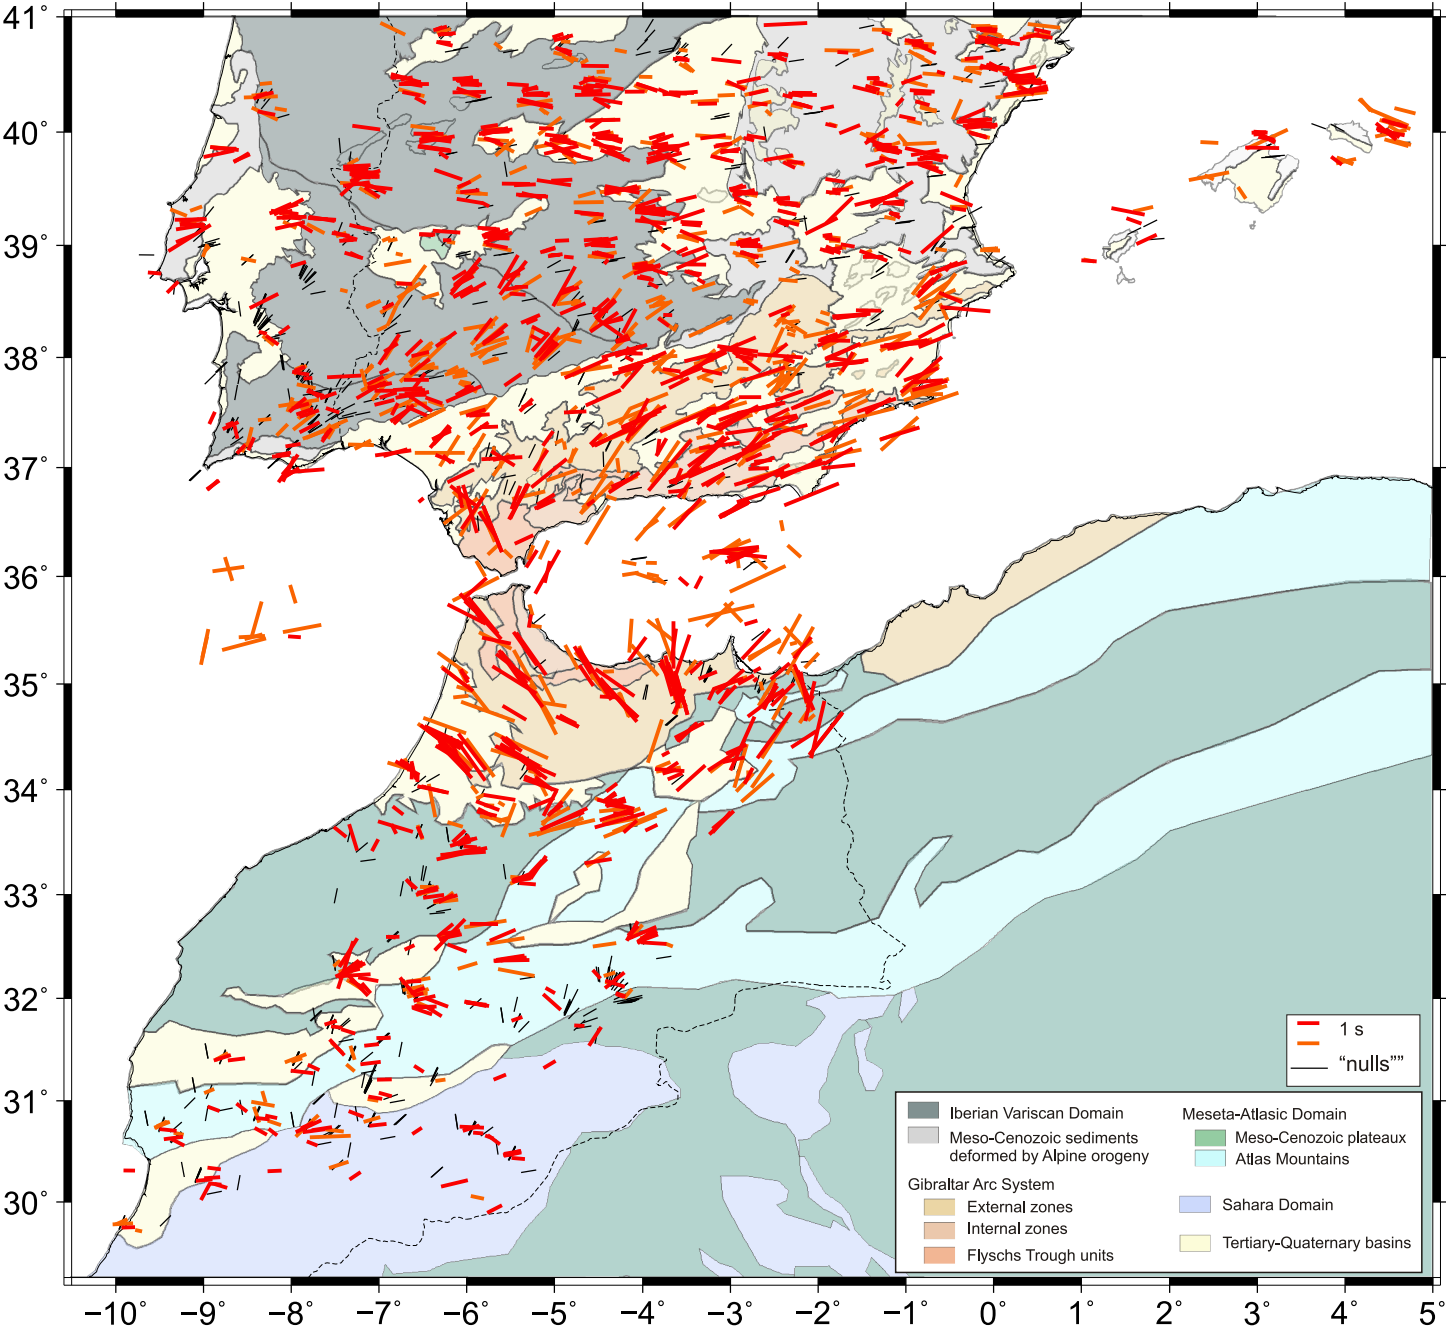 41°
40°
39°
38°
37°
36°
35°
34°
33°
32°
31°
30°
1 s
“nulls””
Iberian Variscan Domain
Meso-Cenozoic sediments
deformed by Alpine orogeny
Gibraltar Arc System
External zones
Internal zones
Flyschs Trough units
Meseta-Atlasic Domain
Meso-Cenozoic plateaux
Atlas Mountains
Sahara Domain
Tertiary-Quaternary basins
−10° −9° −8° −7° −6° −5° −4° −3° −2° −1° 0° 1° 2° 3° 4° 5°